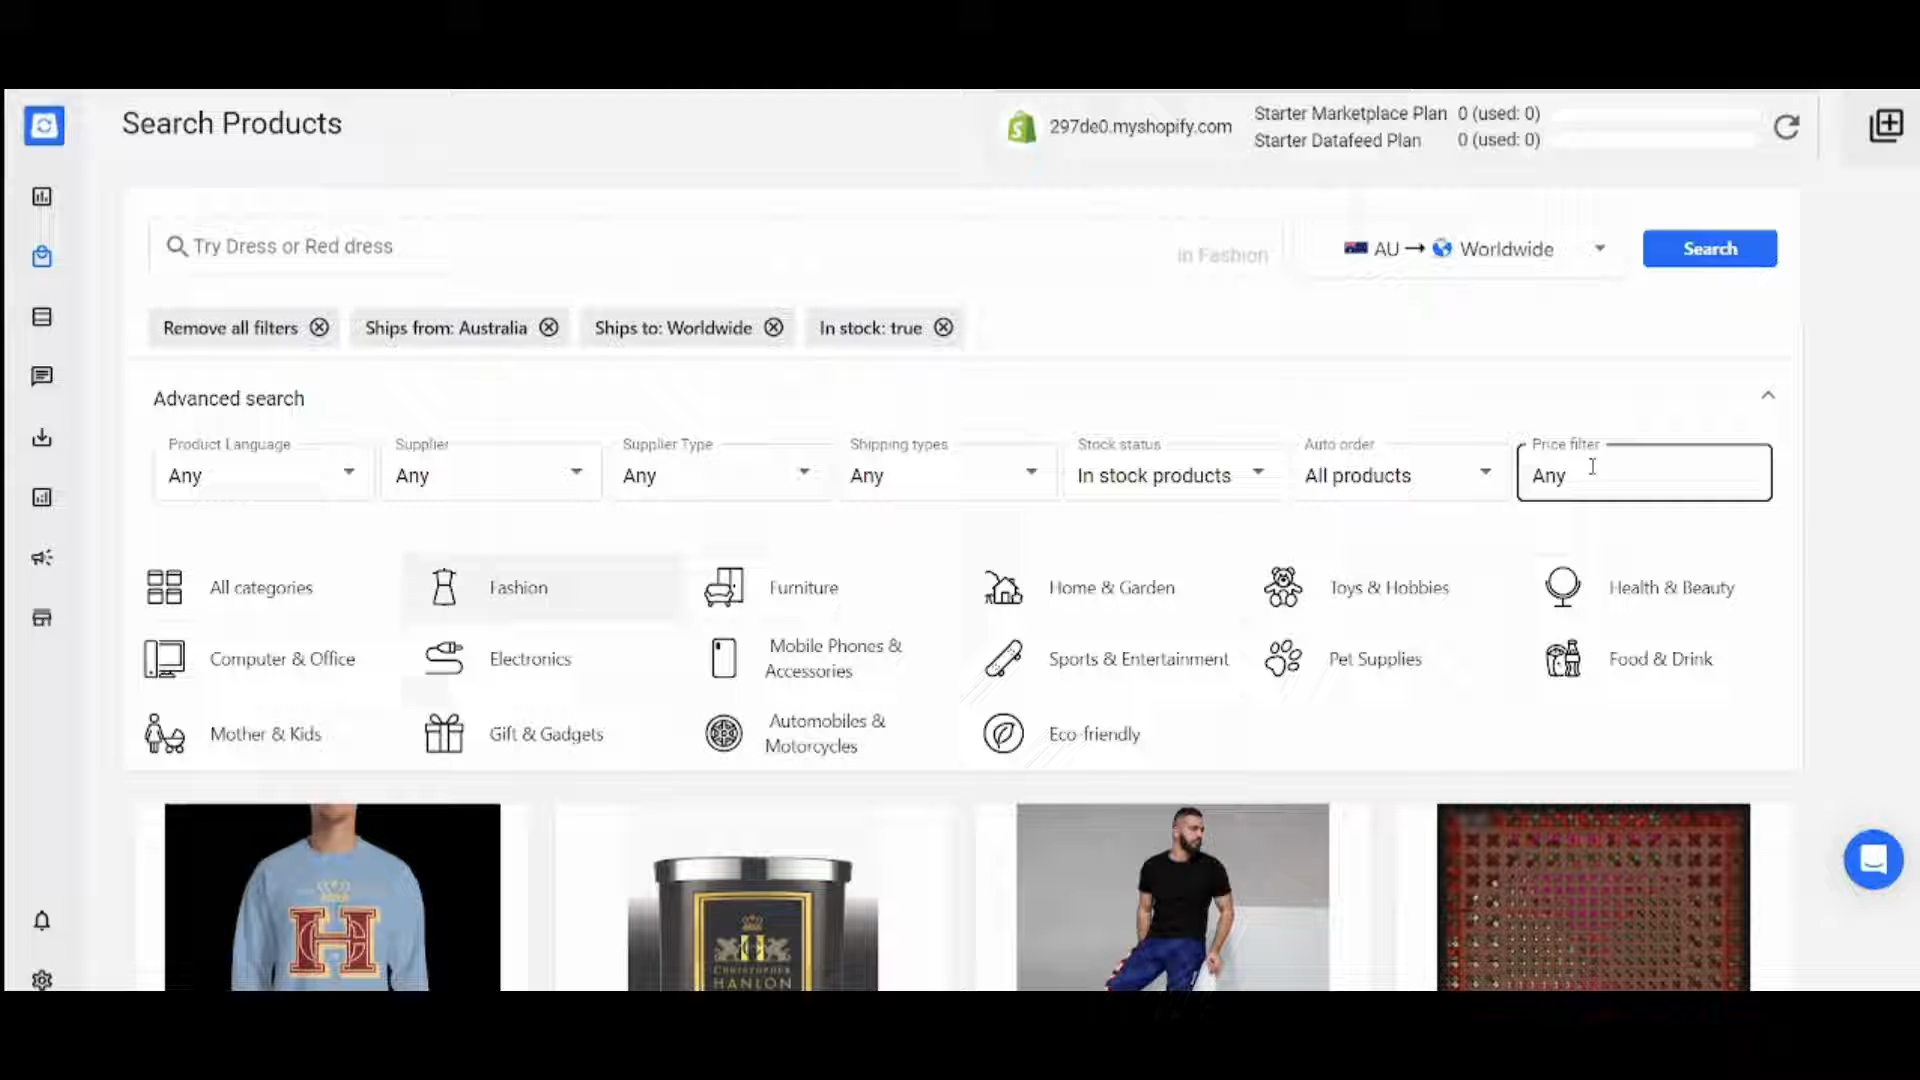 Search Products
297de0.myshopify.com
Starter Marketplace Plan 0 (used: 0)
Starter Datafeed Plan 0 (used: 0)
Try Dress or Red dress
in Fashion
AU → Worldwide
Search
Remove all filters
Ships from: Australia
Ships to: Worldwide
In stock: true
Advanced search
Product Language
Any
Supplier
Any
Supplier Type
Any
Shipping types
Any
Stock status
In stock products
Auto order
All products
Price filter
Any
All categories
Fashion
Furniture
Home & Garden
Toys & Hobbies
Health & Beauty
Computer & Office
Electronics
Mobile Phones &
Accessories
Sports & Entertainment
Pet Supplies
Food & Drink
Mother & Kids
Gift & Gadgets
Automobiles &
Motorcycles
Eco-friendly
H
H
CHRISTOPHER
HANLON